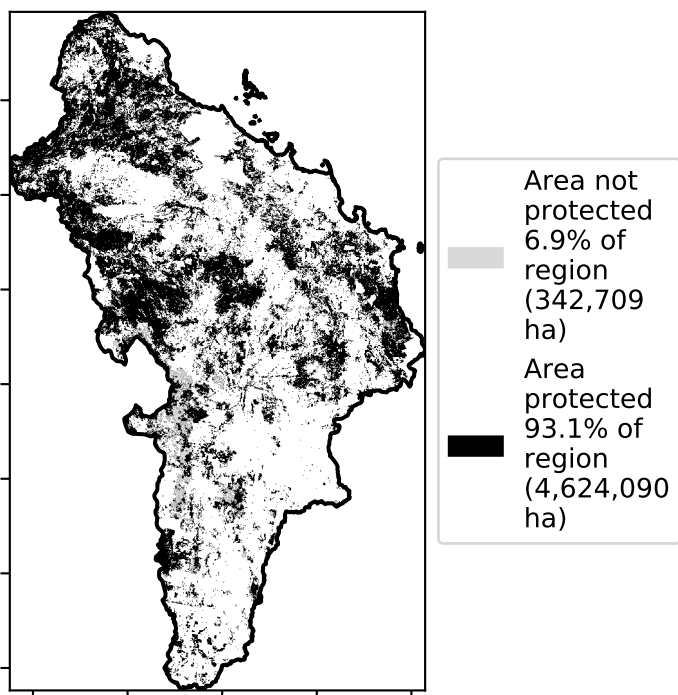 Area not
protected
6.9% of
region
(342,709
ha)
Area
protected
93.1% of
region
(4,624,090
ha)